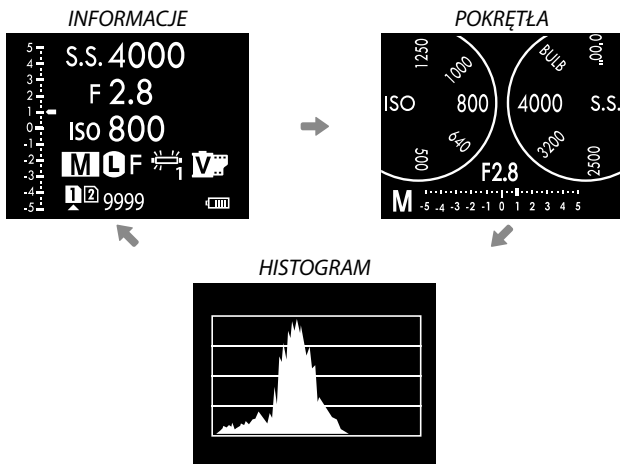 INFORMACJE
5
4
3
2
1
0
-1
-2
-3
-4
-5
S.S. 4000
F 2.8
ISO 800
M L F 1 V
1 2 9999
POKRĘTŁA
1250 1000 BULB 0.'00"
ISO 800 4000 S.S.
500 640 3200 2500
F2.8
M -5 -4 -3 -2 -1 0 1 2 3 4 5
HISTOGRAM